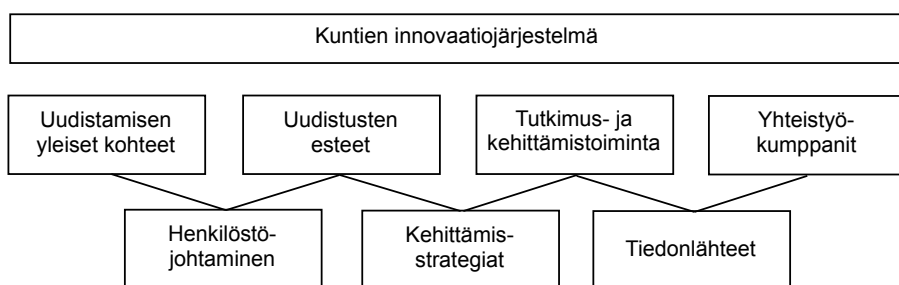 Kuntien innovaatiojärjestelmä
Uudistamisen
yleiset kohteet
Uudistusten
esteet
Tutkimus- ja
kehittämistoiminta
Yhteistyö-
kumppanit
Henkilöstö-
johtaminen
Kehittämis-
strategiat
Tiedonlähteet